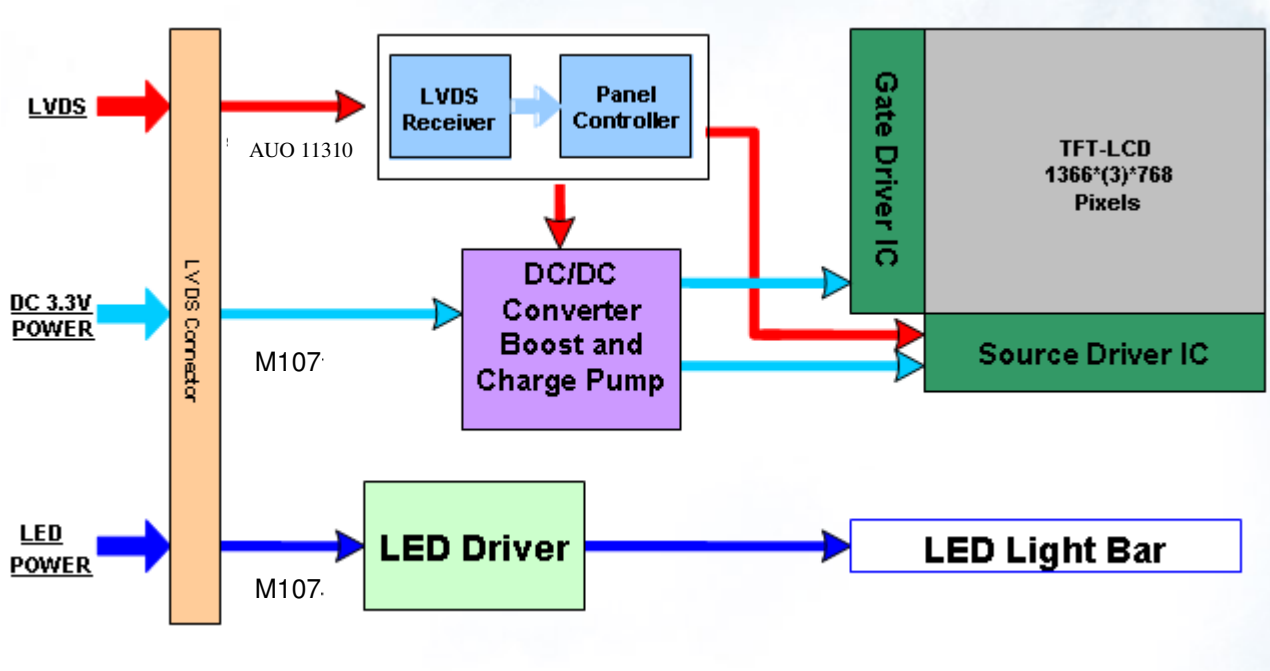 LVDS
AUO 11310
LVDS
Receiver
Panel
Controller
Gate Driver IC
TFT-LCD
1366*(3)*768
Pixels
LVDS Connector
DC 3.3V
POWER
M107
DC/DC
Converter
Boost and
Charge Pump
Source Driver IC
LED
POWER
M107
LED Driver
LED Light Bar